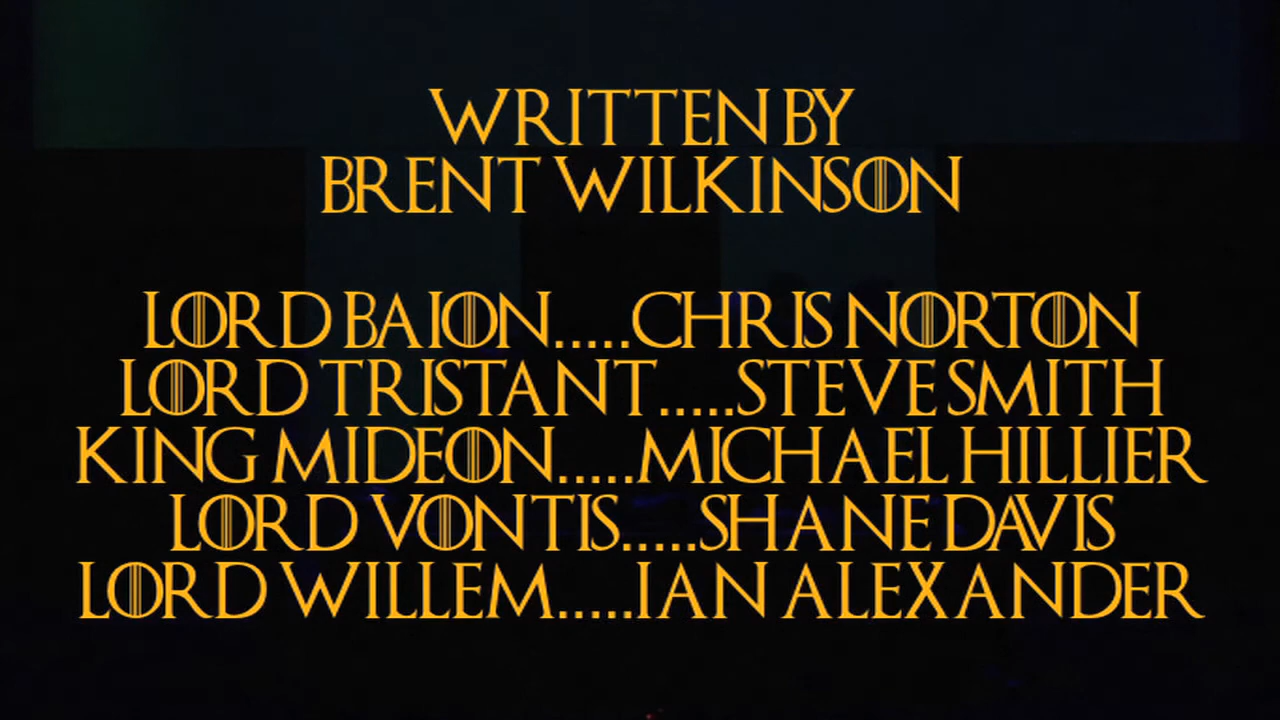 WRITTEN BY
BRENT WILKINSON
LORD BAION.....CHRIS NORTON
LORD TRISTANT.....STEVE SMITH
KING MIDEON.....MICHAEL HILLIER
LORD VONTIS.....SHANE DAVIS
LORD WILLEM.....IAN ALEXANDER